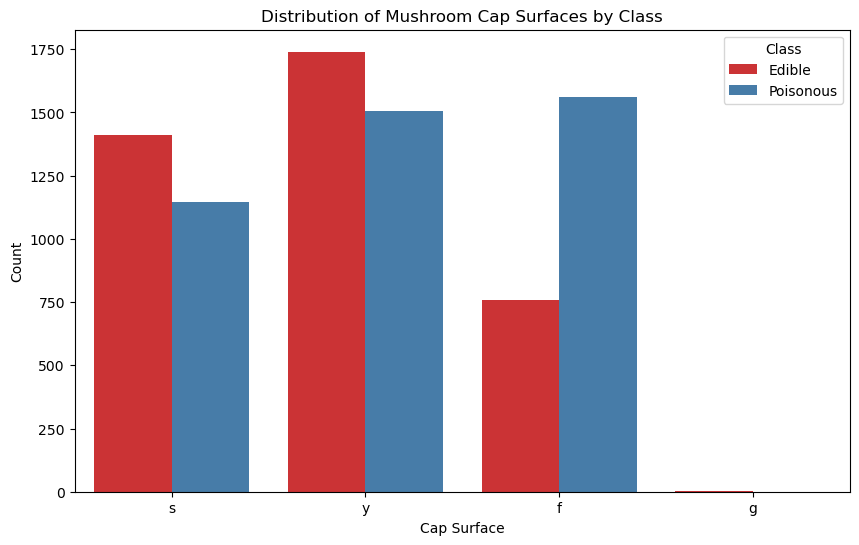 Distribution of Mushroom Cap Surfaces by Class
Class
Edible
Poisonous
Count
1750
1500
1250
1000
750
500
250
0
s y f g
Cap Surface